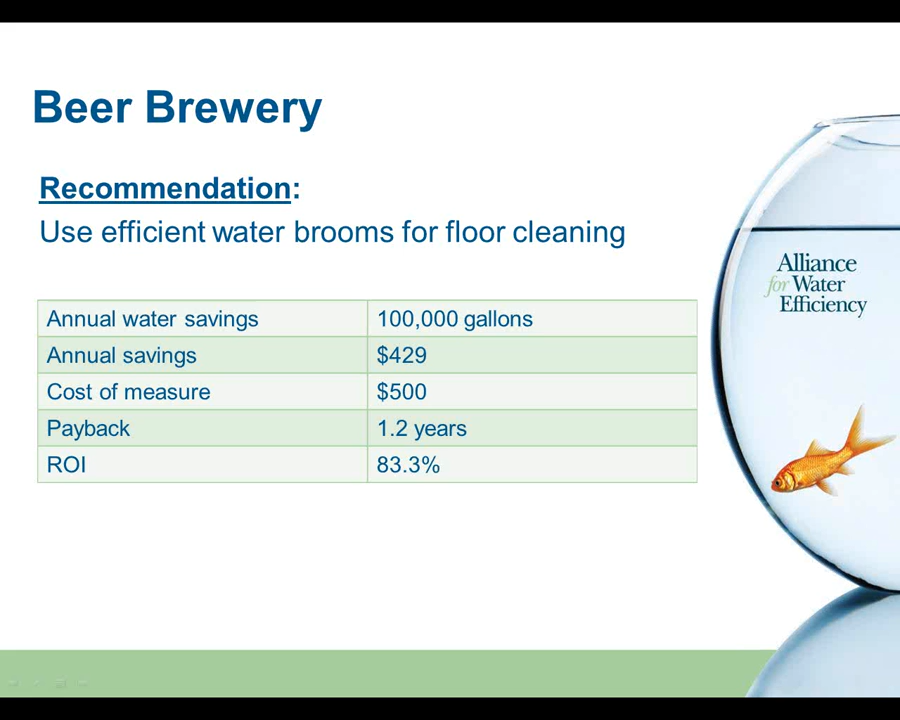 Beer Brewery
Recommendation:
Use efficient water brooms for floor cleaning
Annual water savings 100,000 gallons
Annual savings $429
Cost of measure $500
Payback 1.2 years
ROI 83.3%
Alliance
for Water
Efficiency